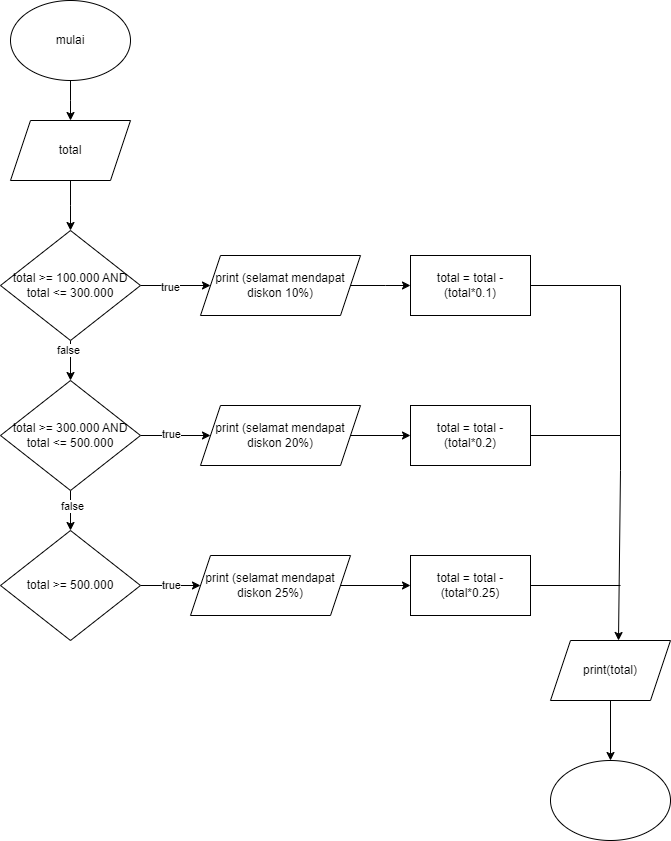 mulai
total
total >= 100.000 AND
total <= 300.000
true
print (selamat mendapat
diskon 10%)
total = total -
(total*0.1)
false
total >= 300.000 AND
total <= 500.000
true
print (selamat mendapat
diskon 20%)
total = total -
(total*0.2)
false
total >= 500.000
true
print (selamat mendapat
diskon 25%)
total = total -
(total*0.25)
print(total)